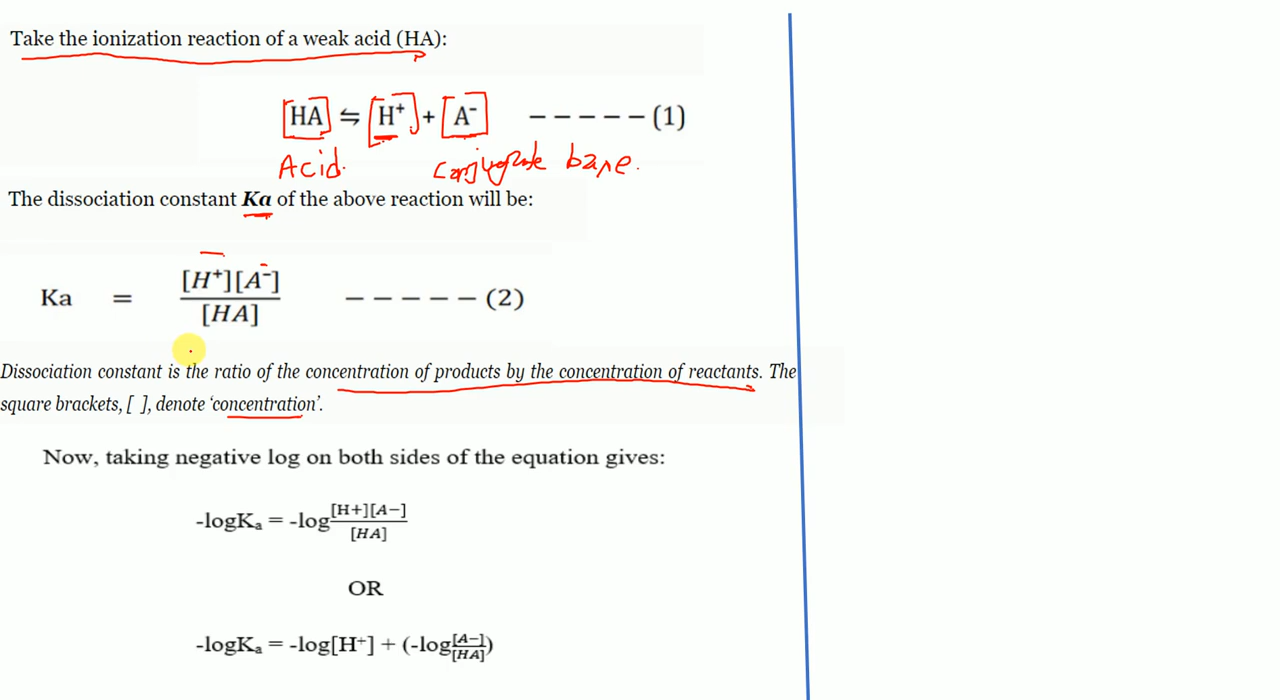 Take the ionization reaction of a weak acid (HA):
[HA] ⇋ [H⁺] + [A⁻] - - - - - (1)
Acid. Conjugate base.
The dissociation constant Ka of the above reaction will be:
Ka = [H⁺][A⁻] / [HA] - - - - - (2)
Dissociation constant is the ratio of the concentration of products by the concentration of reactants. The
square brackets, [ ], denote ‘concentration’.
Now, taking negative log on both sides of the equation gives:
-logKₐ = -log [H+][A−] / [HA]
OR
-logKₐ = -log[H⁺] + (-log [A−] / [HA])